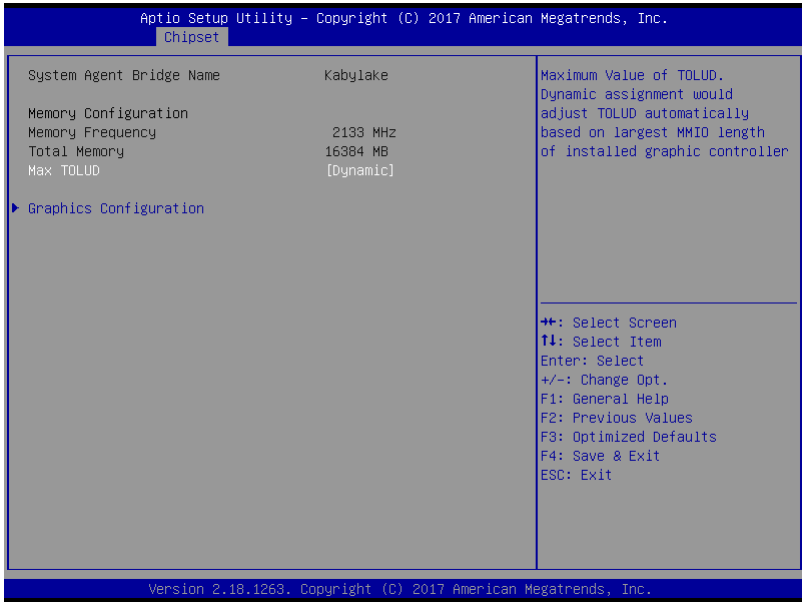 Aptio Setup Utility – Copyright (C) 2017 American Megatrends, Inc.
Chipset
System Agent Bridge Name Kabylake
Memory Configuration
Memory Frequency 2133 MHz
Total Memory 16384 MB
Max TOLUD [Dynamic]
Graphics Configuration
Maximum Value of TOLUD.
Dynamic assignment would
adjust TOLUD automatically
based on largest MMIO length
of installed graphic controller
→←: Select Screen
↑↓: Select Item
Enter: Select
+/-: Change Opt.
F1: General Help
F2: Previous Values
F3: Optimized Defaults
F4: Save & Exit
ESC: Exit
Version 2.18.1263. Copyright (C) 2017 American Megatrends, Inc.